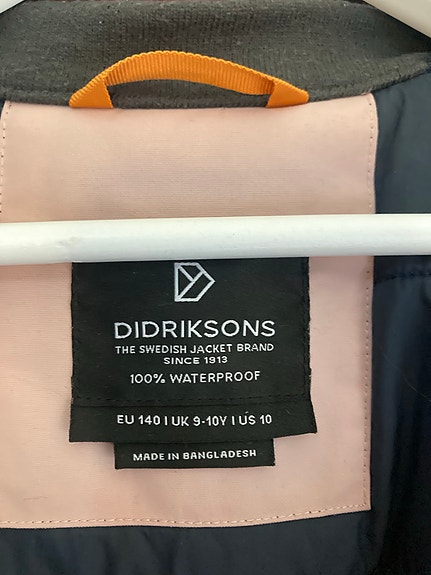 DIDRIKSONS
THE SWEDISH JACKET BRAND
SINCE 1913
100% WATERPROOF
EU 140 | UK 9-10Y | US 10
MADE IN BANGLADESH